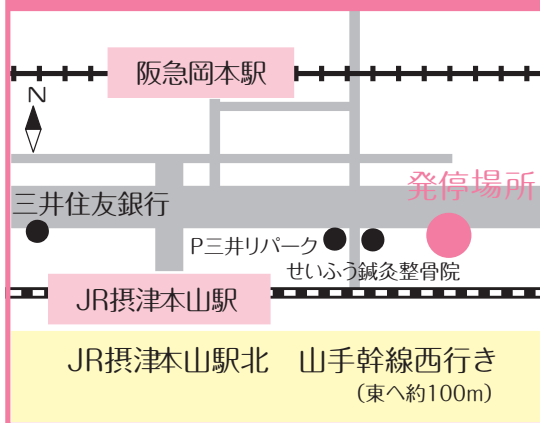 阪急岡本駅
N
発停場所
三井住友銀行
P三井リパーク
せいふう鍼灸整骨院
JR摂津本山駅
JR摂津本山駅北　山手幹線西行き
（東へ約100m）